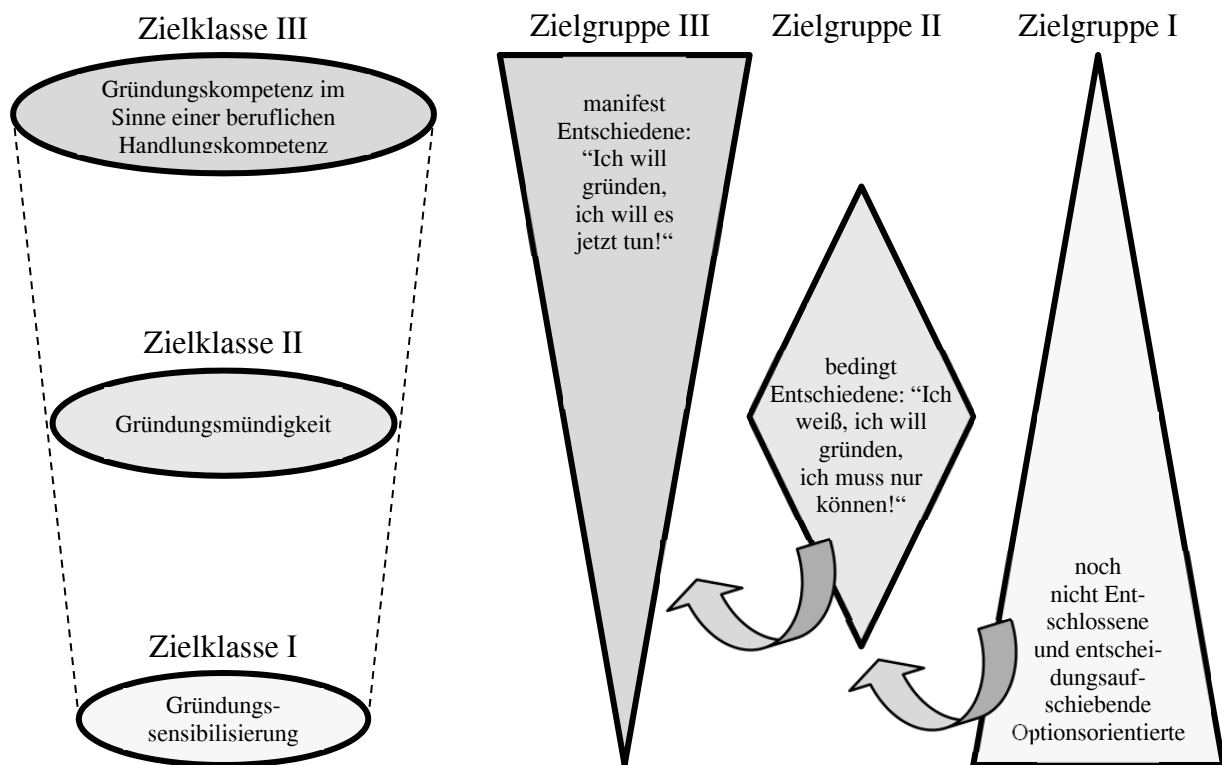 Zielklasse III
Gründungskompetenz im
Sinne einer beruflichen
Handlungskompetenz
Zielklasse II
Gründungsmündigkeit
Zielklasse I
Gründungs-
sensibilisierung
Zielgruppe III
manifest
Entschiedene:
“Ich will
gründen,
ich will es
jetzt tun!“
Zielgruppe II
bedingt
Entschiedene: “Ich
weiß, ich will
gründen,
ich muss nur
können!“
Zielgruppe I
noch
nicht Ent-
schlossene
und entschei-
dungsauf-
schiebende
Optionsorientierte